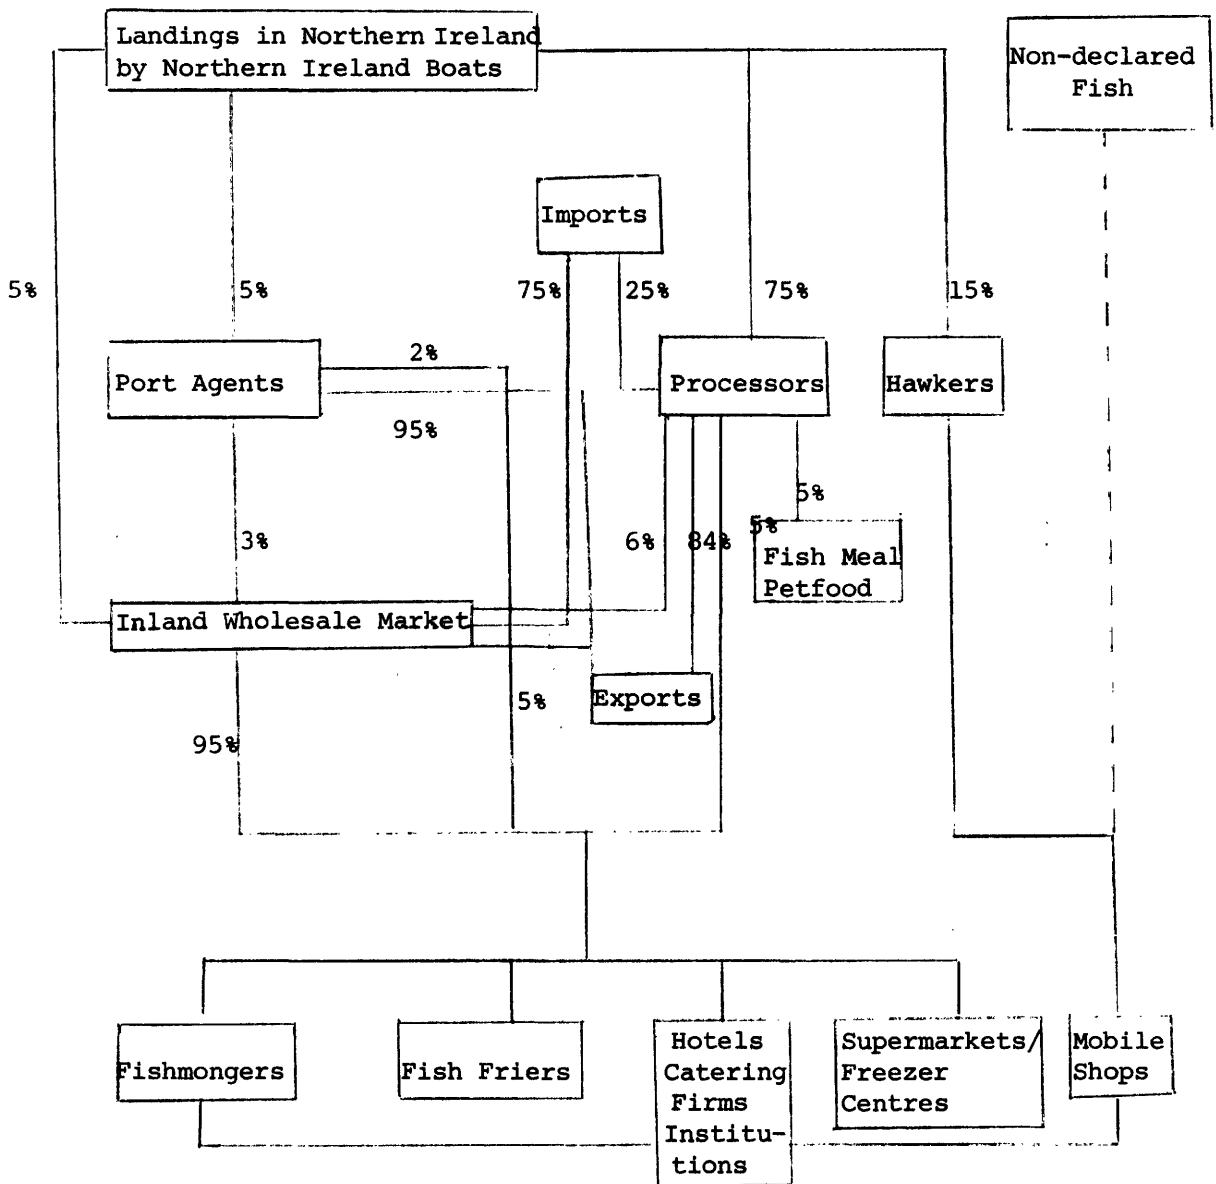 Landings in Northern Ireland
by Northern Ireland Boats
Non-declared
Fish
Imports
5%
5%
75%
25%
75%
15%
Port Agents
2%
95%
Processors
Hawkers
3%
6%
84%
5%
5%
Fish Meal
Petfood
Inland Wholesale Market
Exports
5%
95%
Fishmongers
Fish Friers
Hotels
Catering
Firms
Institu-
tions
Supermarkets/
Freezer
Centres
Mobile
Shops